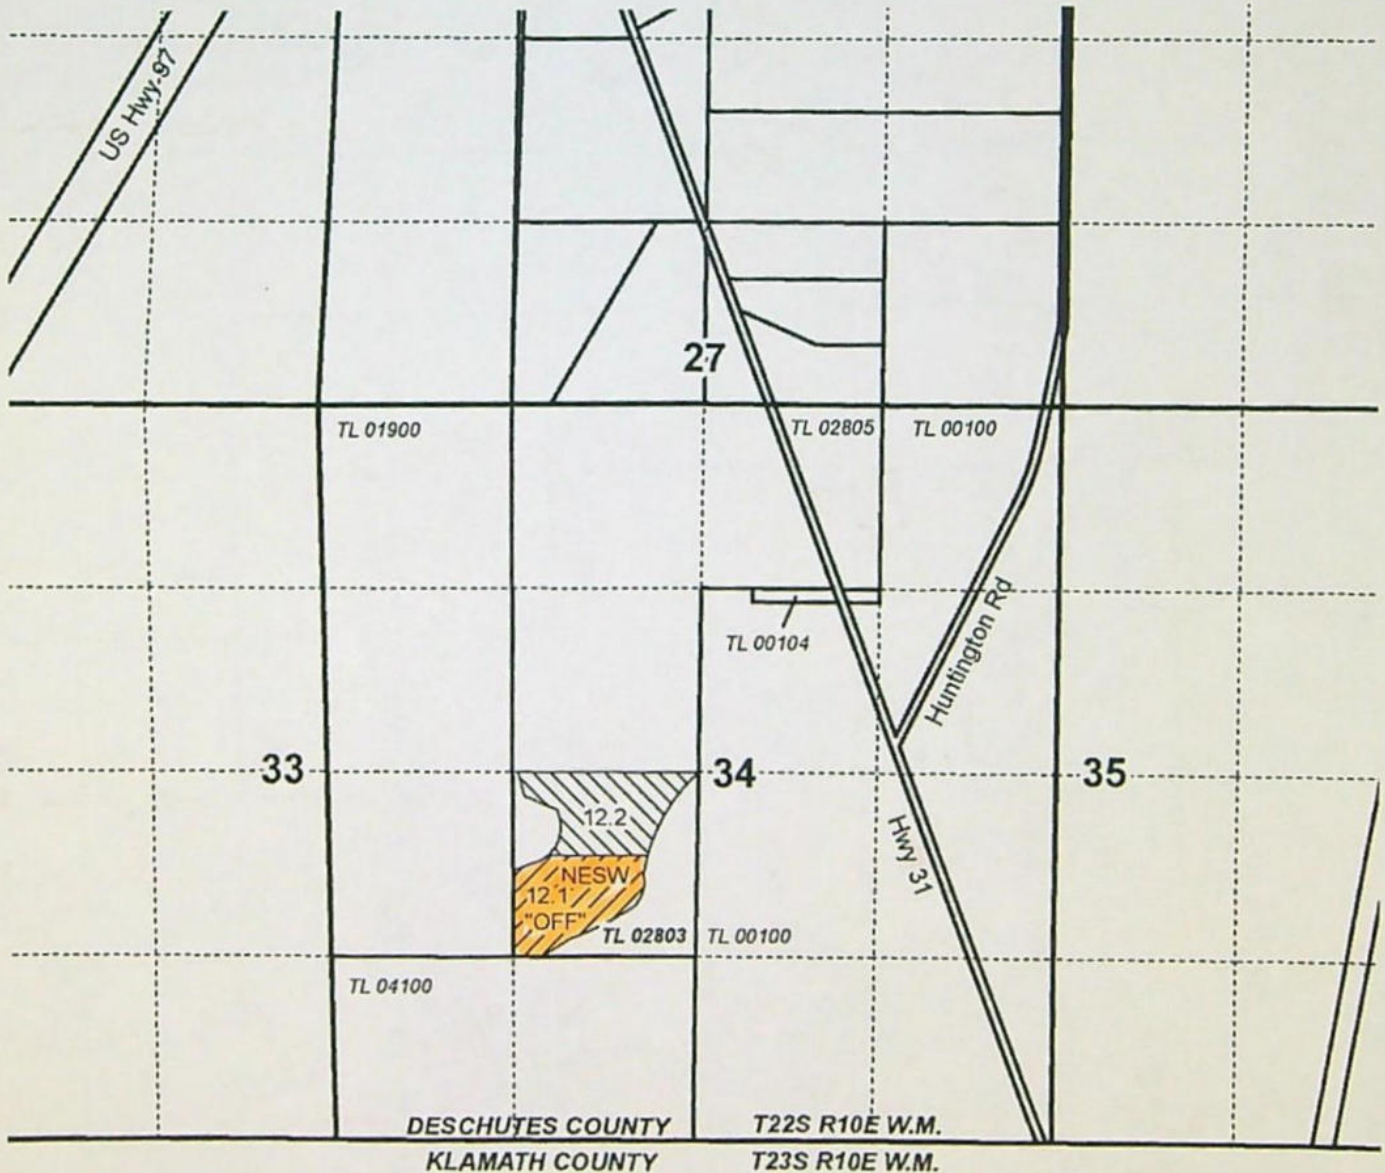 US Hwy 97
27
TL 01900
TL 02805
TL 00100
TL 00104
Huntington Rd
33
34
35
12.2
Hwy 31
NESW
12.1
"OFF"
TL 02803
TL 00100
TL 04100
DESCHUTES COUNTY
T22S R10E W.M.
KLAMATH COUNTY
T23S R10E W.M.